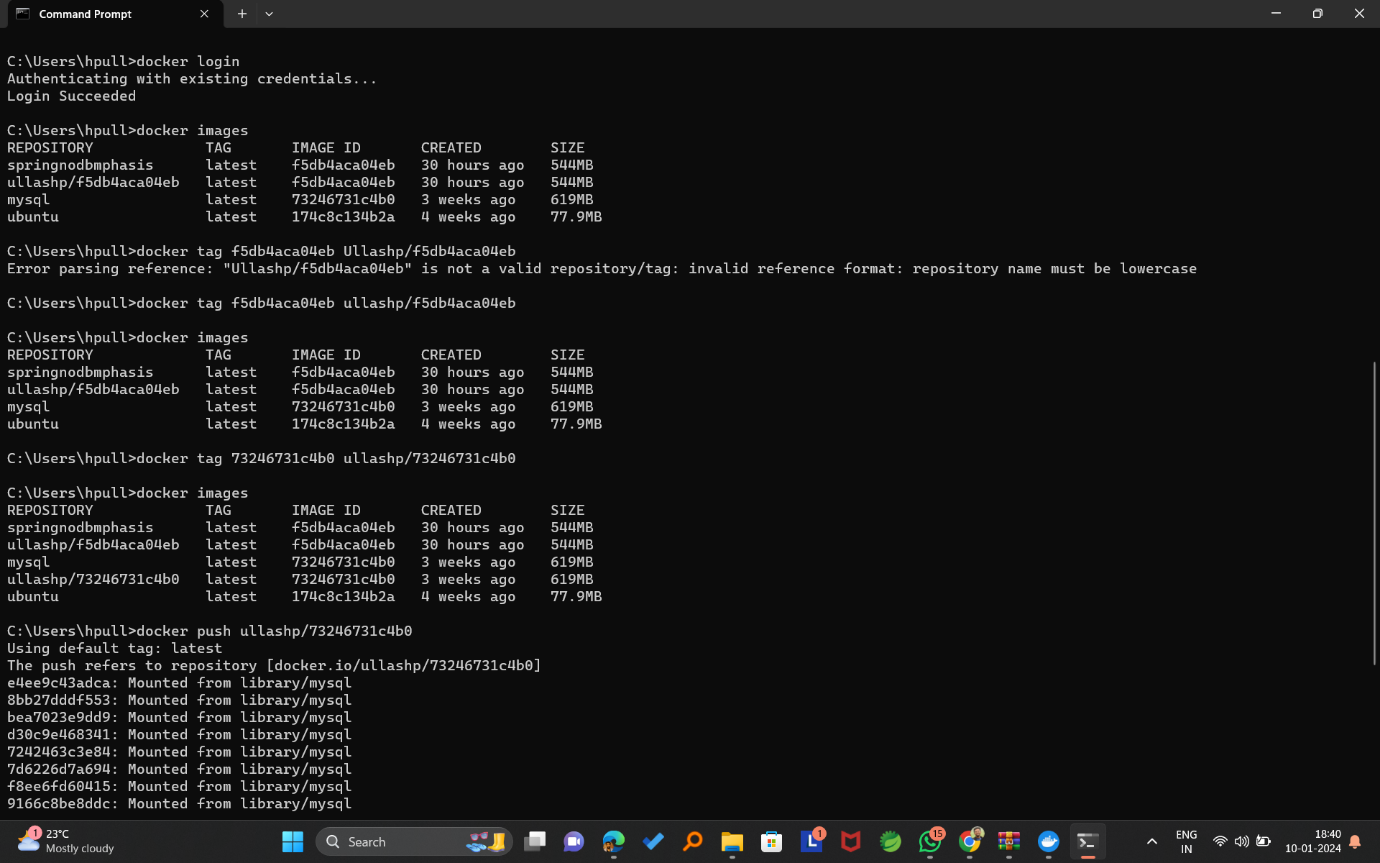 Command Prompt
C:\Users\hpull>docker login
Authenticating with existing credentials...
Login Succeeded
C:\Users\hpull>docker images
REPOSITORY TAG IMAGE ID CREATED SIZE
springnodbmphasis latest f5db4aca04eb 30 hours ago 544MB
ullashp/f5db4aca04eb latest f5db4aca04eb 30 hours ago 544MB
mysql latest 73246731c4b0 3 weeks ago 619MB
ubuntu latest 174c8c134b2a 4 weeks ago 77.9MB
C:\Users\hpull>docker tag f5db4aca04eb Ullashp/f5db4aca04eb
Error parsing reference: "Ullashp/f5db4aca04eb" is not a valid repository/tag: invalid reference format: repository name must be lowercase
C:\Users\hpull>docker tag f5db4aca04eb ullashp/f5db4aca04eb
C:\Users\hpull>docker images
REPOSITORY TAG IMAGE ID CREATED SIZE
springnodbmphasis latest f5db4aca04eb 30 hours ago 544MB
ullashp/f5db4aca04eb latest f5db4aca04eb 30 hours ago 544MB
mysql latest 73246731c4b0 3 weeks ago 619MB
ubuntu latest 174c8c134b2a 4 weeks ago 77.9MB
C:\Users\hpull>docker tag 73246731c4b0 ullashp/73246731c4b0
C:\Users\hpull>docker images
REPOSITORY TAG IMAGE ID CREATED SIZE
springnodbmphasis latest f5db4aca04eb 30 hours ago 544MB
ullashp/f5db4aca04eb latest f5db4aca04eb 30 hours ago 544MB
mysql latest 73246731c4b0 3 weeks ago 619MB
ullashp/73246731c4b0 latest 73246731c4b0 3 weeks ago 619MB
ubuntu latest 174c8c134b2a 4 weeks ago 77.9MB
C:\Users\hpull>docker push ullashp/73246731c4b0
Using default tag: latest
The push refers to repository [docker.io/ullashp/73246731c4b0]
e4ee9c43adca: Mounted from library/mysql
8bb27dddf553: Mounted from library/mysql
bea7023e9dd9: Mounted from library/mysql
d30c9e468341: Mounted from library/mysql
7242463c3e84: Mounted from library/mysql
7d6226d7a694: Mounted from library/mysql
f8ee6fd60415: Mounted from library/mysql
9166c8be8ddc: Mounted from library/mysql
1
23°C
Mostly cloudy
Search
L
1
15
ENG
IN
18:40
10-01-2024